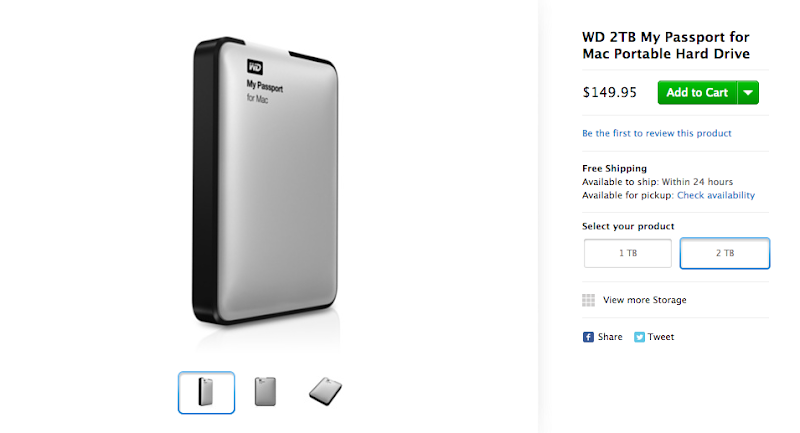 WD
My Passport
for Mac
WD 2TB My Passport for
Mac Portable Hard Drive
$149.95
Add to Cart
Be the first to review this product
Free Shipping
Available to ship: Within 24 hours
Available for pickup: Check availability
Select your product
1 TB
2 TB
View more Storage
f Share
Tweet